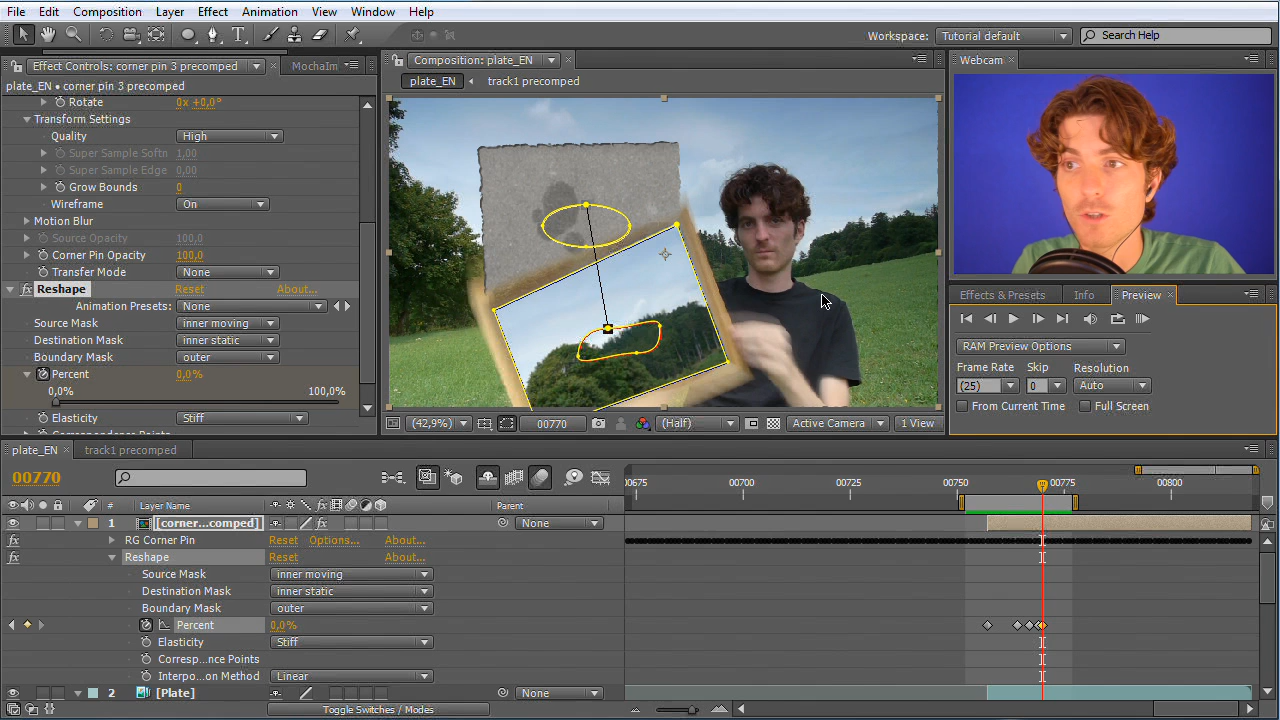 File Edit Composition Layer Effect Animation View Window Help
Workspace: Tutorial default Search Help
Effect Controls: corner pin 3 precomped MochaIm
plate_EN • corner pin 3 precomped
Rotate 0x +0,0°
Transform Settings
Quality High
Super Sample Softn 1,00
Super Sample Edge 0,00
Grow Bounds 0
Wireframe On
Motion Blur
Source Opacity 100,0
Corner Pin Opacity 100,0
Transfer Mode None
Reshape Reset About...
Animation Presets: None
Source Mask inner moving
Destination Mask inner static
Boundary Mask outer
Percent 0,0%
0,0% 100,0%
Elasticity Stiff
Composition: plate_EN
plate_EN track1 precomped
(42,9%) 00770 (Half) Active Camera 1 View
Webcam
Effects & Presets Info Preview
RAM Preview Options
Frame Rate Skip Resolution
(25) 0 Auto
From Current Time Full Screen
plate_EN track1 precomped
00770
00675 00700 00725 00750 00775 00800
# Layer Name Parent
1 [corner...comped] None
RG Corner Pin Reset Options... About...
Reshape Reset About...
Source Mask inner moving
Destination Mask inner static
Boundary Mask outer
Percent 0,0%
Elasticity Stiff
Corresp...nce Points
Interpo...on Method Linear
2 [Plate] None
Toggle Switches / Modes